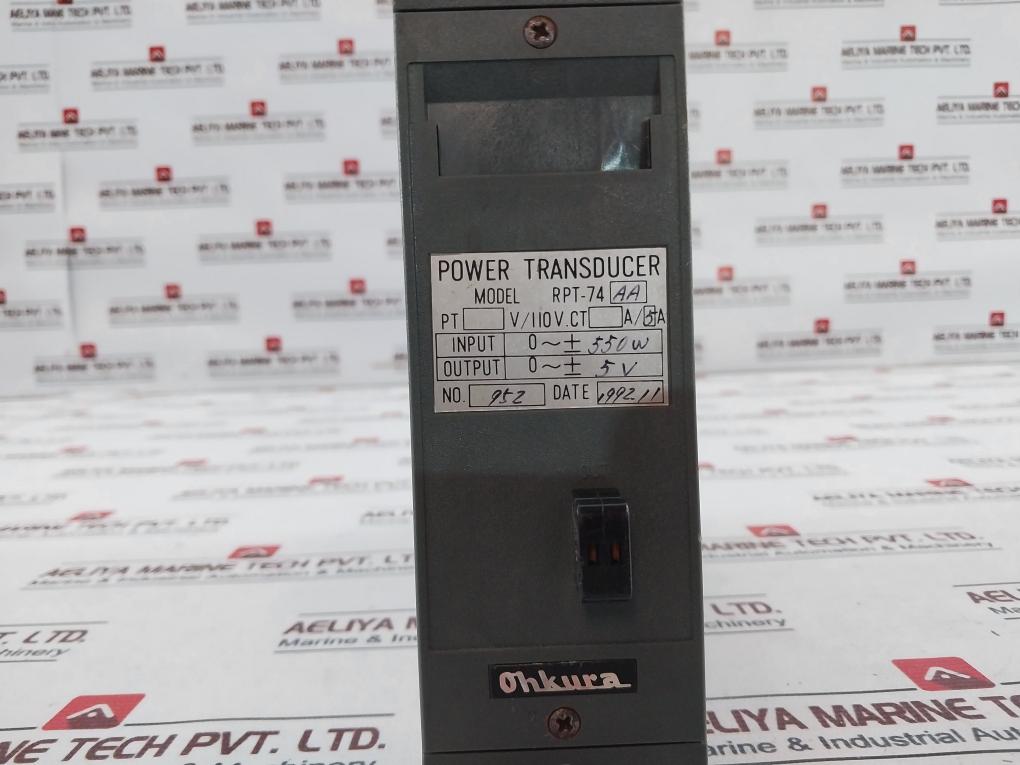 POWER TRANSDUCER
MODEL RPT-74 AA
PT V/110V.CT A/5A
INPUT 0~± 550W
OUTPUT 0~± 5V
NO. 952 DATE 1992.11
Ohkura
AELIYA MARINE TECH PVT. LTD.
Marine & Industrial Automation & Machinery